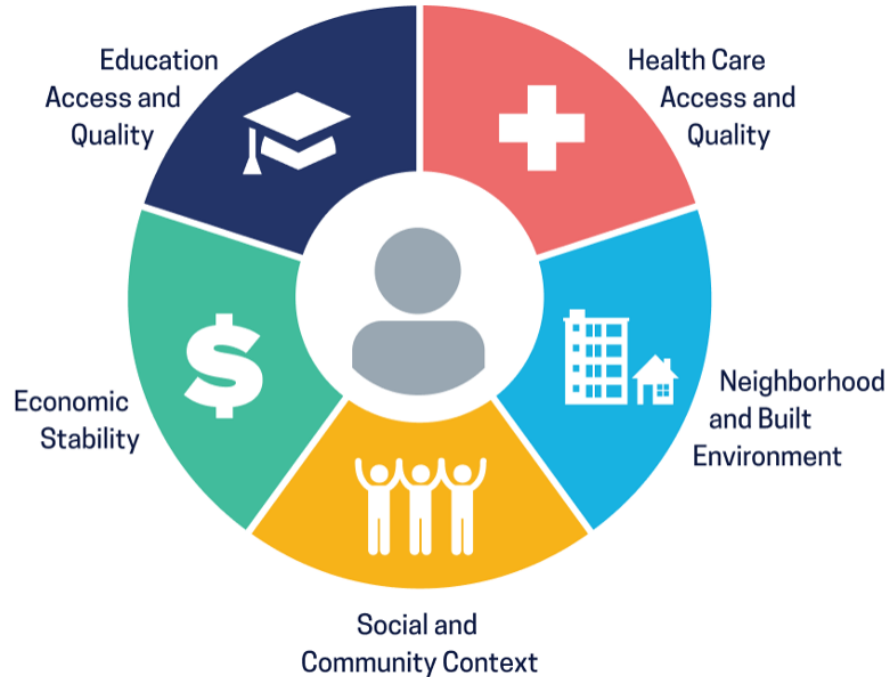 Education
Access and
Quality
Health Care
Access and
Quality
Economic
Stability
Neighborhood
and Built
Environment
Social and
Community Context